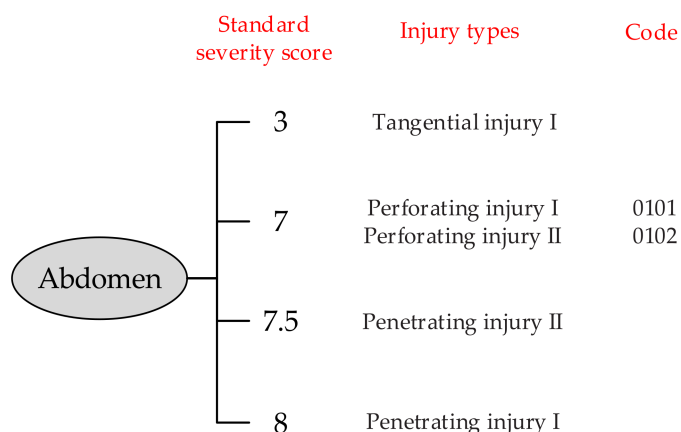 Standard
severity score
Injury types
Code
3
Tangential injury I
7
Perforating injury I
0101
Perforating injury II
0102
Abdomen
7.5
Penetrating injury II
8
Penetrating injury I